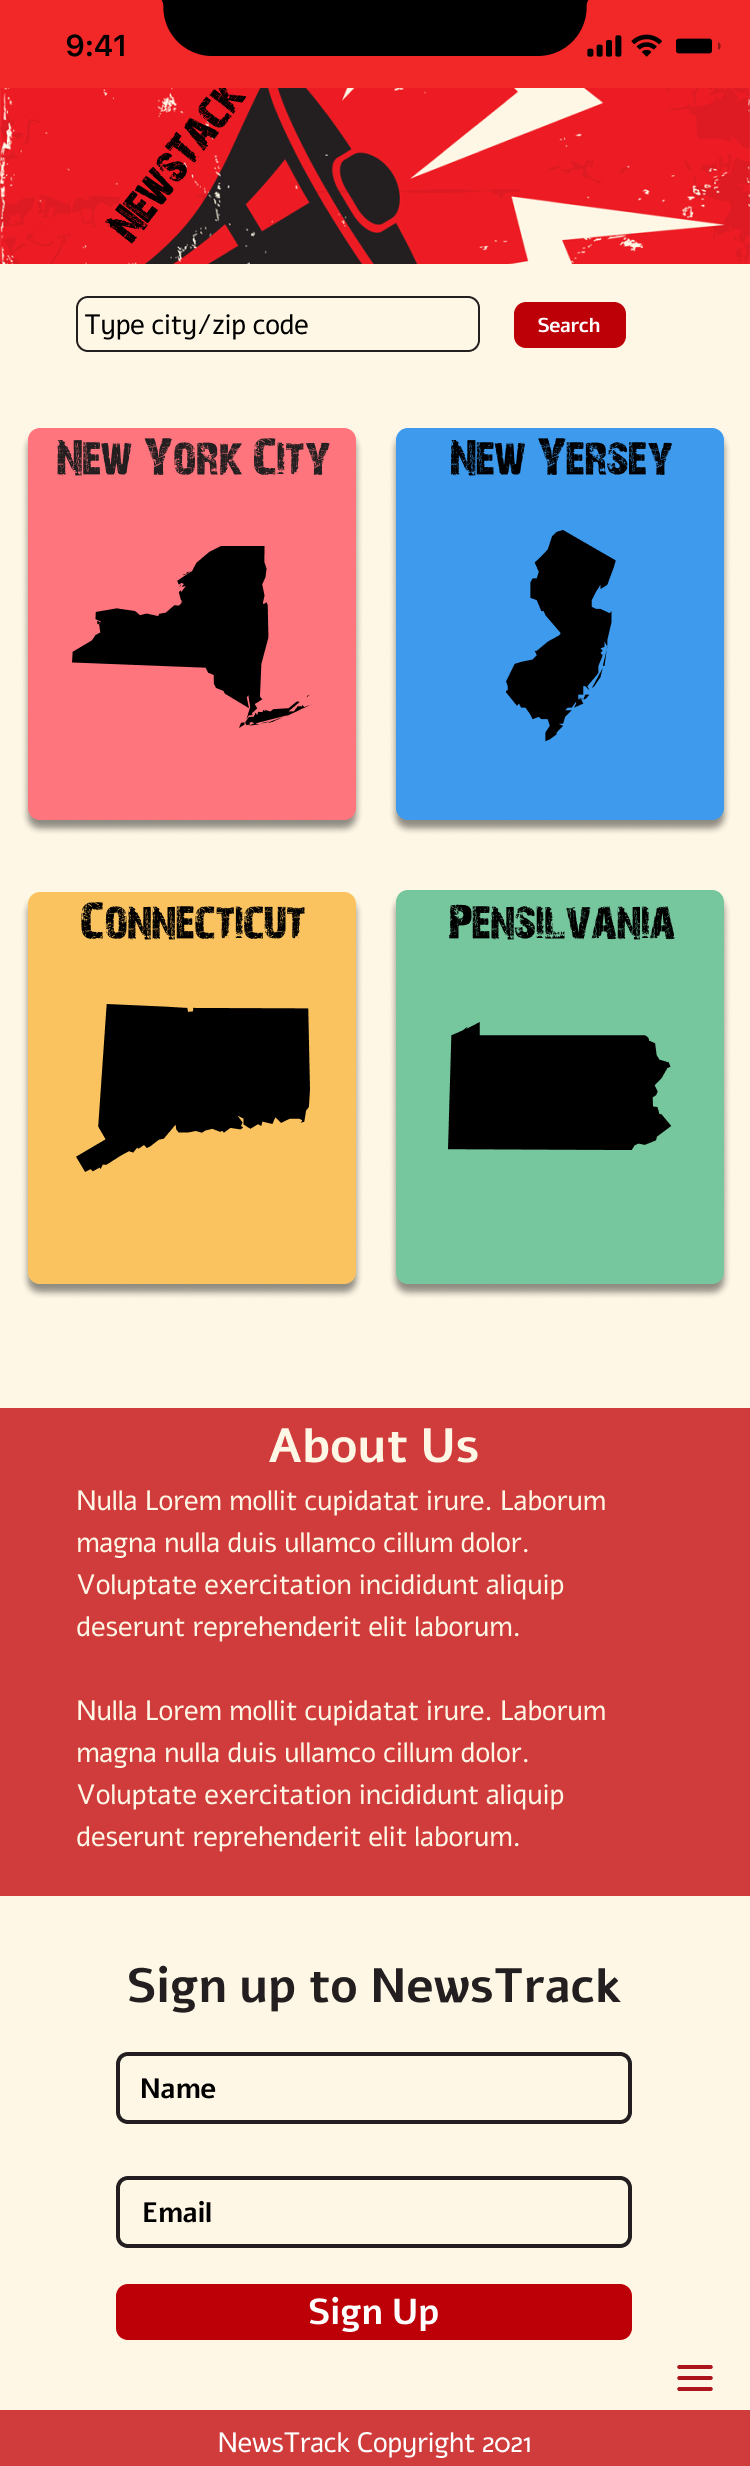 9:41
NEWSTACK
Type city/zip code
Search
New York City
New Yersey
Connecticut
Pensilvania
About Us
Nulla Lorem mollit cupidatat irure. Laborum
magna nulla duis ullamco cillum dolor.
Voluptate exercitation incididunt aliquip
deserunt reprehenderit elit laborum.
Nulla Lorem mollit cupidatat irure. Laborum
magna nulla duis ullamco cillum dolor.
Voluptate exercitation incididunt aliquip
deserunt reprehenderit elit laborum.
Sign up to NewsTrack
Name
Email
Sign Up
NewsTrack Copyright 2021